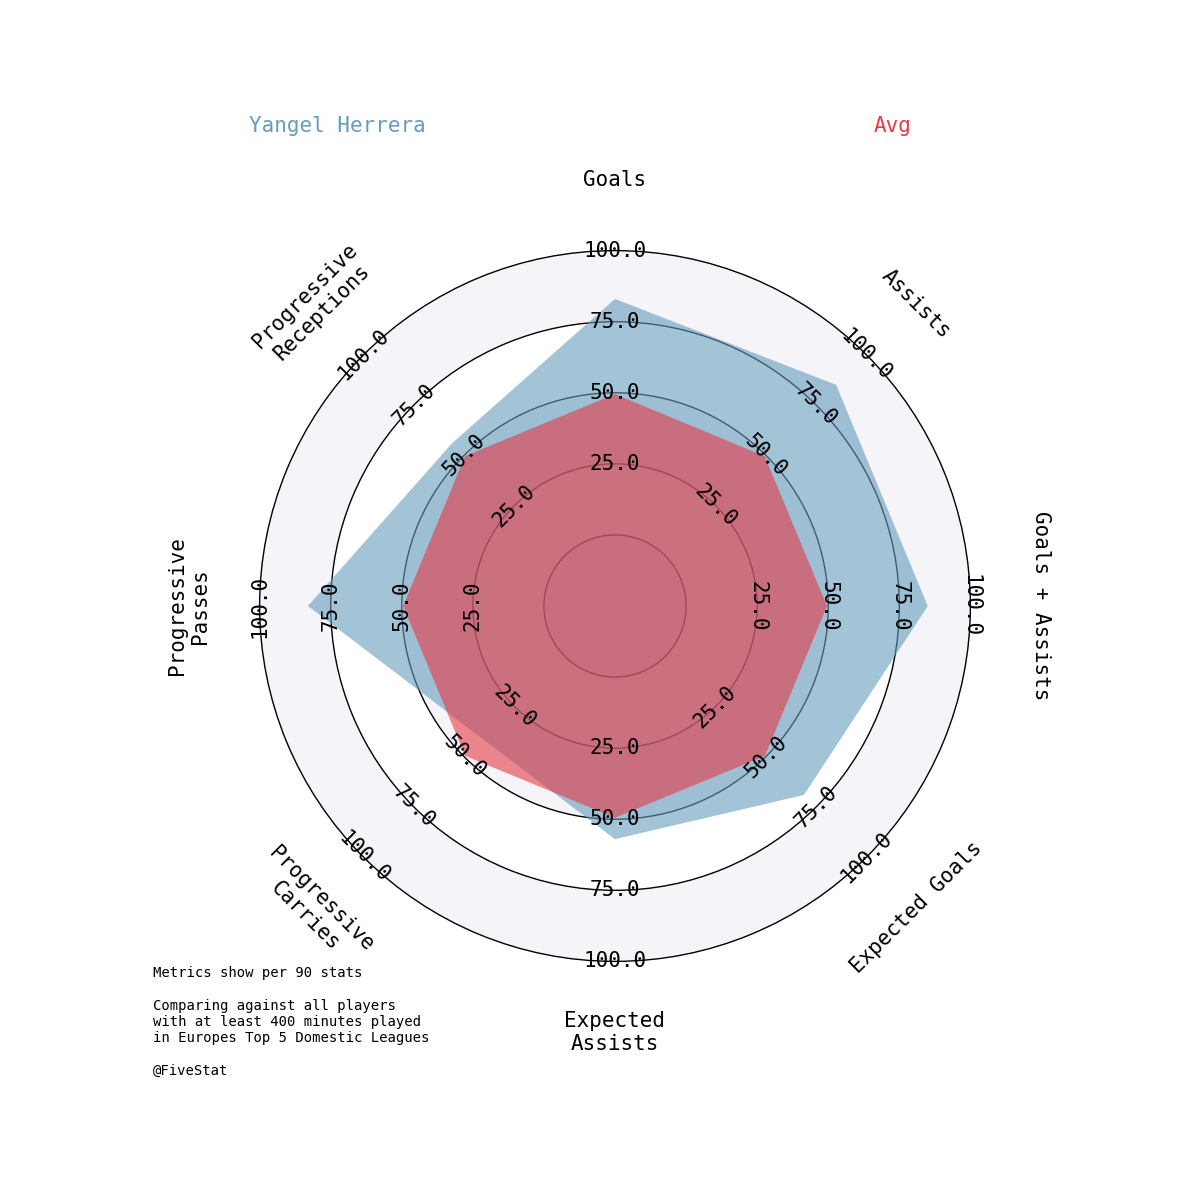 Yangel Herrera
Avg
Goals
Progressive
Receptions
Assists
100.0
100.0
100.0
75.0
75.0
75.0
50.0
50.0
50.0
25.0
25.0
25.0
Progressive
Passes
100.0
75.0
50.0
25.0
25.0
50.0
75.0
100.0
Goals + Assists
25.0
25.0
25.0
50.0
50.0
50.0
75.0
75.0
75.0
100.0
100.0
100.0
Progressive
Carries
Expected Goals
Expected
Assists
Metrics show per 90 stats
Comparing against all players
with at least 400 minutes played
in Europes Top 5 Domestic Leagues
@FiveStat